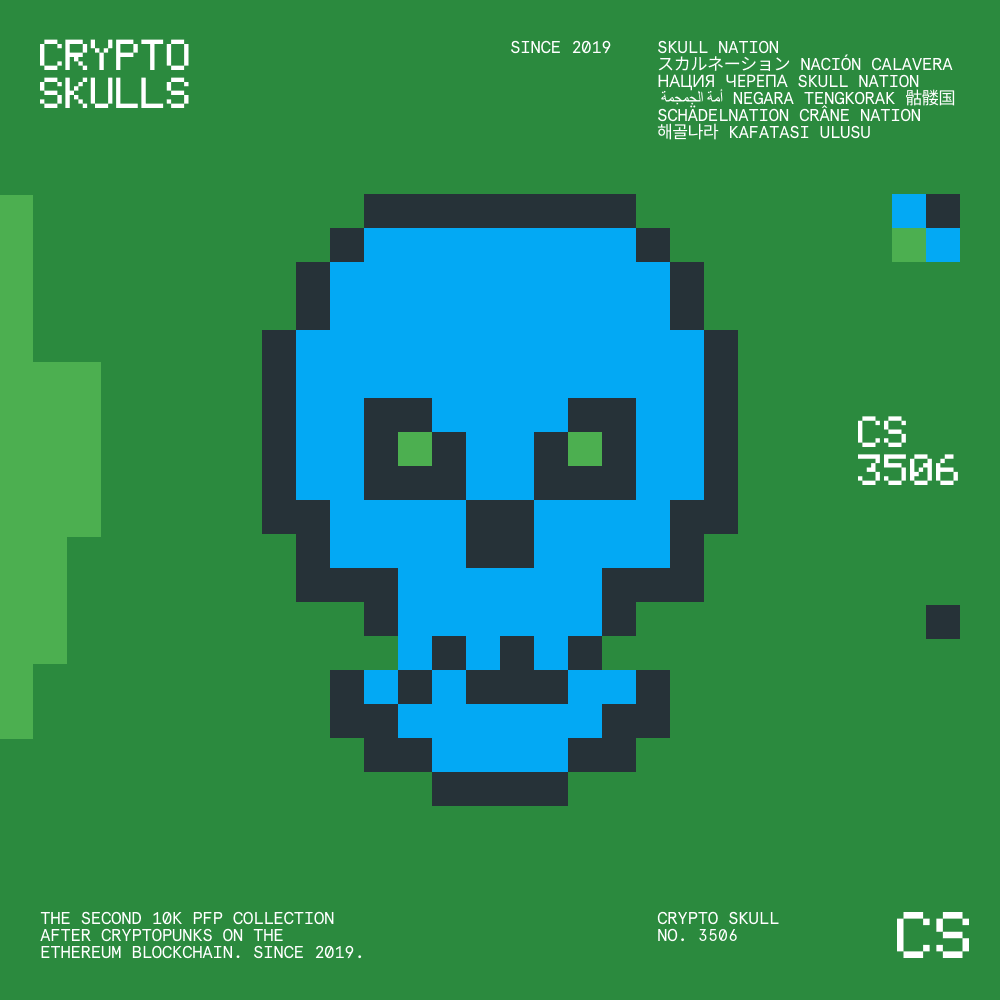 CRYPTO
SKULLS
SINCE 2019
SKULL NATION
スカルネーション NACIÓN CALAVERA
НАЦИЯ ЧЕРЕПА SKULL NATION
أمة الجمجمة NEGARA TENGKORAK 骷髅国
SCHÄDELNATION CRÂNE NATION
해골나라 KAFATASI ULUSU
CS
3506
THE SECOND 10K PFP COLLECTION
AFTER CRYPTOPUNKS ON THE
ETHEREUM BLOCKCHAIN. SINCE 2019.
CRYPTO SKULL
NO. 3506
CS